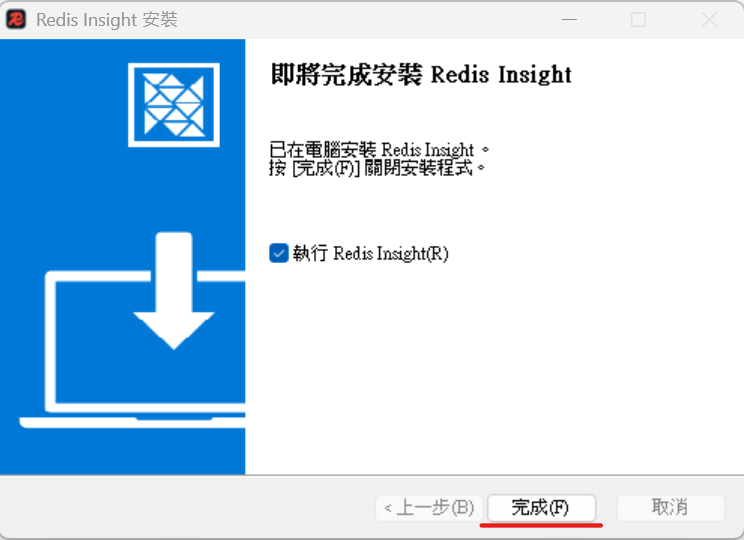 Redis Insight 安裝
即將完成安裝 Redis Insight
已在電腦安裝 Redis Insight 。
按 [完成(F)] 關閉安裝程式。
執行 Redis Insight(R)
< 上一步(B)
完成(F)
取消